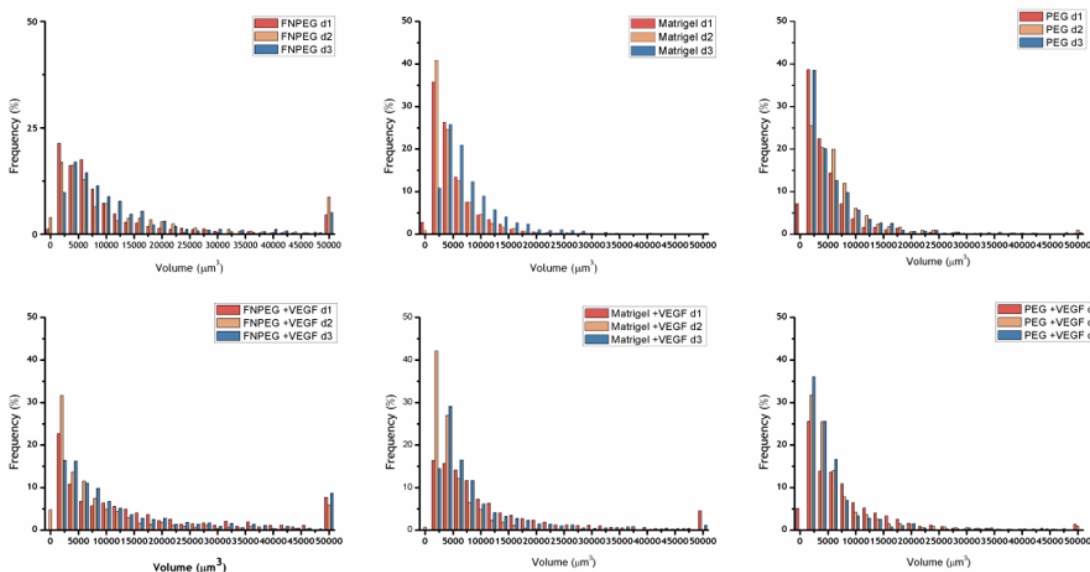 50
FNPEG d1
FNPEG d2
FNPEG d3
25
0
Frequency (%)
0 5000 10000 15000 20000 25000 30000 35000 40000 45000 50000
Volume (μm³)
50
Matrigel d1
Matrigel d2
Matrigel d3
40
30
20
10
0
Frequency (%)
0 5000 10000 15000 20000 25000 30000 35000 40000 45000 50000
Volume (μm³)
50
PEG d1
PEG d2
PEG d3
40
30
20
10
0
Frequency (%)
0 5000 10000 15000 20000 25000 30000 35000 40000 45000 50000
Volume (μm³)
50
FNPEG +VEGF d1
FNPEG +VEGF d2
FNPEG +VEGF d3
40
30
20
10
0
Frequency (%)
0 5000 10000 15000 20000 25000 30000 35000 40000 45000 50000
Volume (μm³)
50
Matrigel +VEGF d1
Matrigel +VEGF d2
Matrigel +VEGF d3
40
30
20
10
0
Frequency (%)
0 5000 10000 15000 20000 25000 30000 35000 40000 45000 50000
Volume (μm³)
50
PEG +VEGF d
PEG +VEGF d
PEG +VEGF d
40
30
20
10
0
Frequency (%)
0 5000 10000 15000 20000 25000 30000 35000 40000 45000 50000
Volume (μm³)